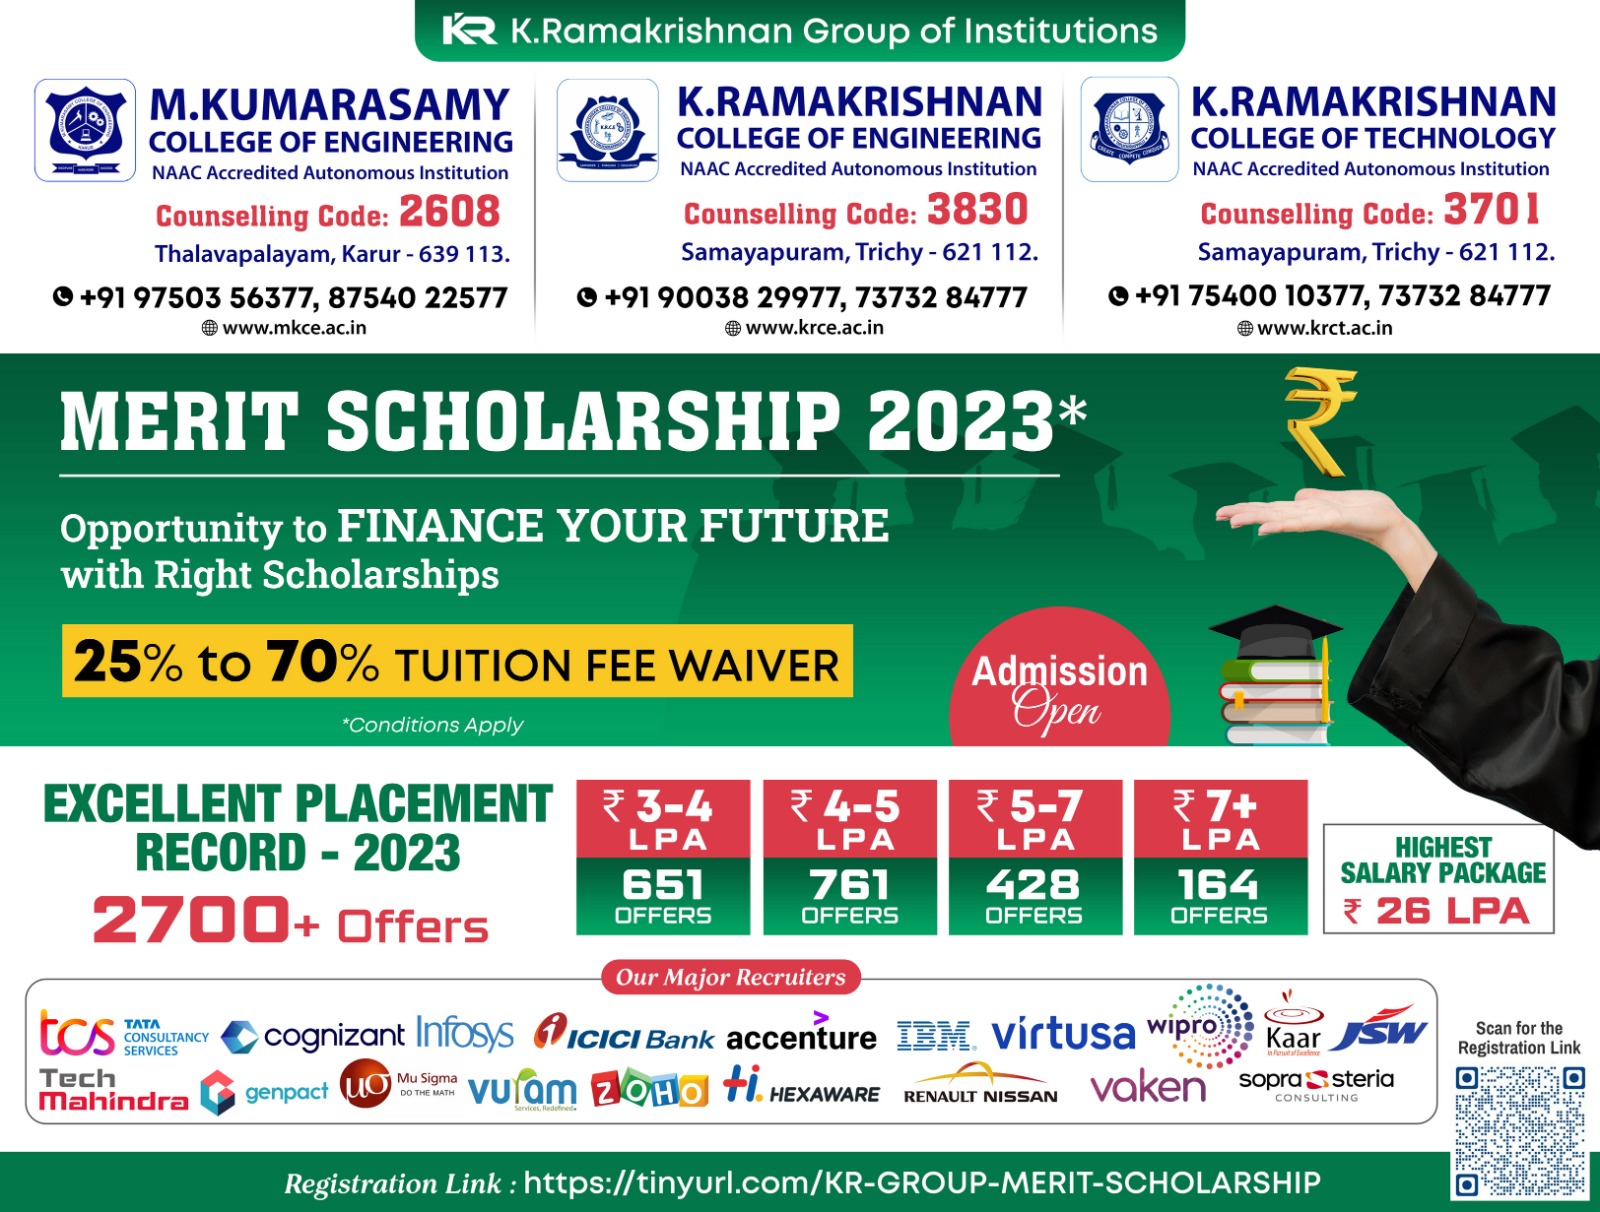 KR K.Ramakrishnan Group of Institutions
M.KUMARASAMY
COLLEGE OF ENGINEERING
NAAC Accredited Autonomous Institution
Counselling Code: 2608
Thalavapalayam, Karur - 639 113.
+91 97503 56377, 87540 22577
www.mkce.ac.in
K.RAMAKRISHNAN
COLLEGE OF ENGINEERING
NAAC Accredited Autonomous Institution
Counselling Code: 3830
Samayapuram, Trichy - 621 112.
+91 90038 29977, 73732 84777
www.krce.ac.in
K.RAMAKRISHNAN
COLLEGE OF TECHNOLOGY
NAAC Accredited Autonomous Institution
Counselling Code: 3701
Samayapuram, Trichy - 621 112.
+91 75400 10377, 73732 84777
www.krct.ac.in
MERIT SCHOLARSHIP 2023*
₹
Opportunity to FINANCE YOUR FUTURE
with Right Scholarships
25% to 70% TUITION FEE WAIVER
*Conditions Apply
Admission
Open
EXCELLENT PLACEMENT
RECORD - 2023
2700+ Offers
₹ 3-4
LPA
651
OFFERS
₹ 4-5
LPA
761
OFFERS
₹ 5-7
LPA
428
OFFERS
₹ 7+
LPA
164
OFFERS
HIGHEST
SALARY PACKAGE
₹ 26 LPA
Our Major Recruiters
tcs TATA
CONSULTANCY
SERVICES
cognizant
Infosys
ICICI Bank
accenture
IBM
virtusa
wipro
Kaar
In Pursuit of Excellence
JSW
Tech
Mahindra
genpact
μσ Mu Sigma
DO THE MATH
vuram
Services, Redefined.
ZOHO
HEXAWARE
RENAULT NISSAN
vaken
sopra steria
CONSULTING
Scan for the
Registration Link
Registration Link : https://tinyurl.com/KR-GROUP-MERIT-SCHOLARSHIP